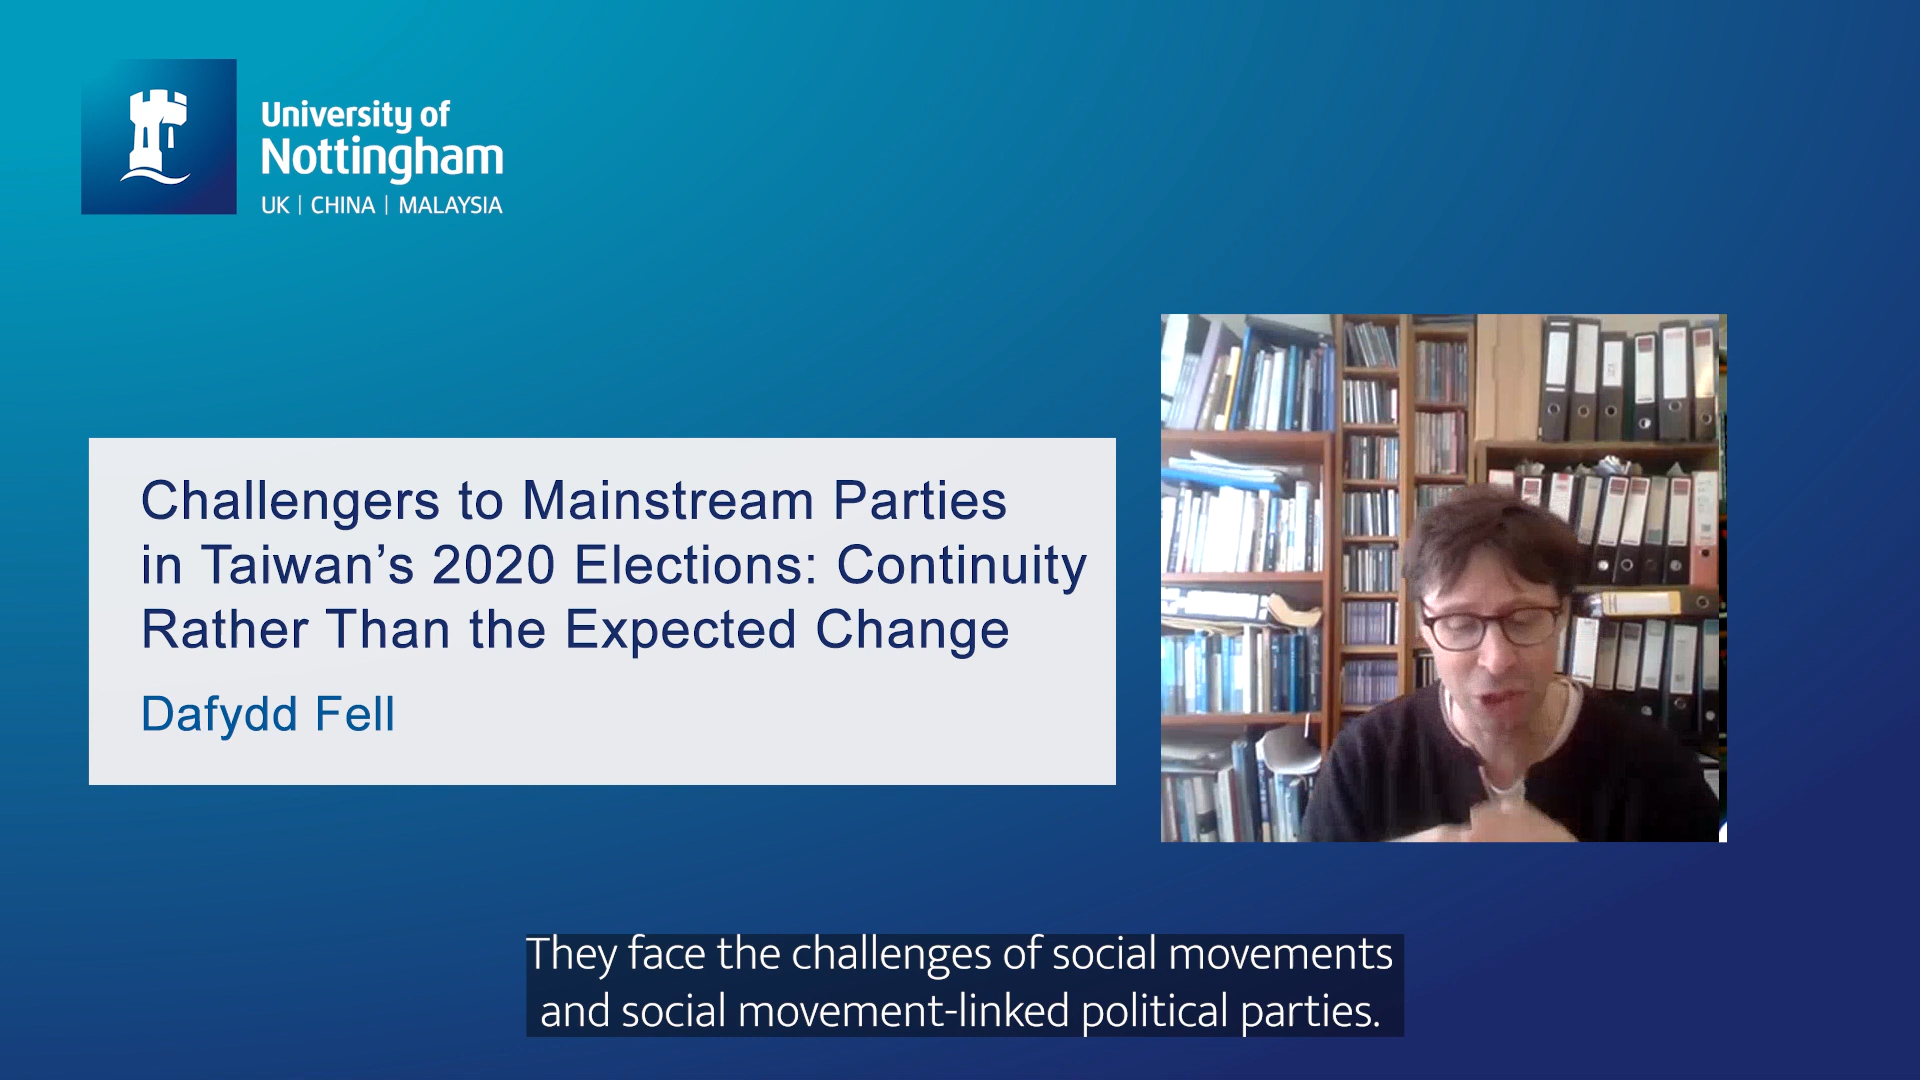 University of
Nottingham
UK | CHINA | MALAYSIA
Challengers to Mainstream Parties
in Taiwan’s 2020 Elections: Continuity
Rather Than the Expected Change
Dafydd Fell
They face the challenges of social movements
and social movement-linked political parties.